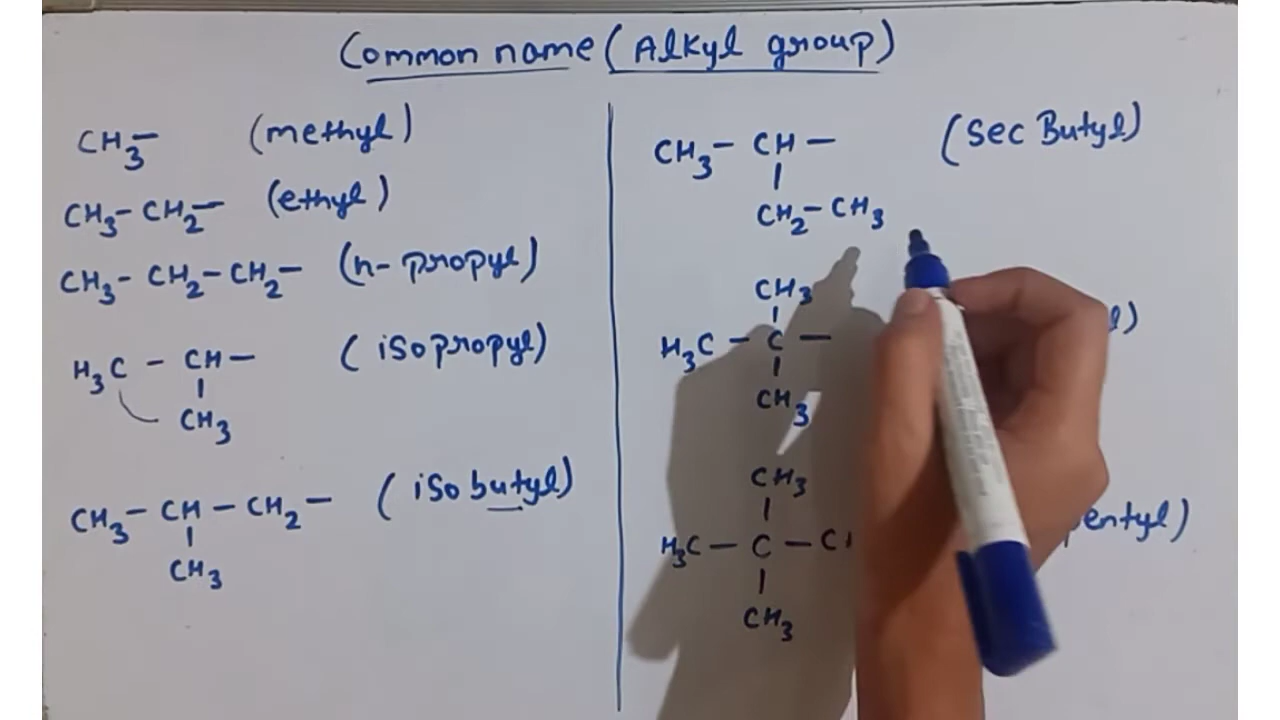 Common name (Alkyl group)
CH3- (methyl)
CH3-CH2- (ethyl)
CH3-CH2-CH2- (n-propyl)
H3C-CH- (isopropyl)
CH3
CH3-CH-CH2- (isobutyl)
CH3
CH3-CH- (Sec Butyl)
CH2-CH3
CH3
H3C-C- l)
CH3
CH3
H3C-C-C pentyl)
CH3